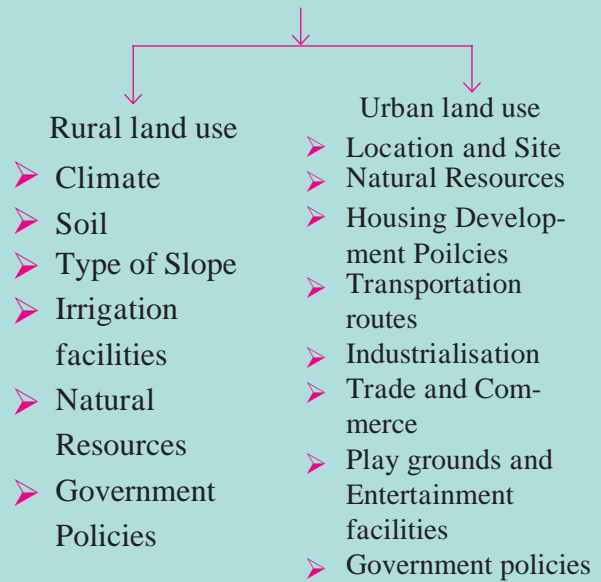 Rural land use
Climate
Soil
Type of Slope
Irrigation
facilities
Natural
Resources
Government
Policies
Urban land use
Location and Site
Natural Resources
Housing Develop-
ment Poilcies
Transportation
routes
Industrialisation
Trade and Com-
merce
Play grounds and
Entertainment
facilities
Government policies